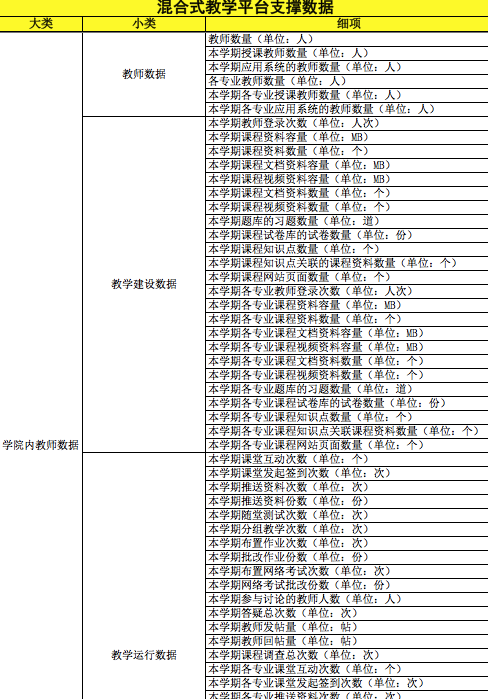 混合式教学平台支撑数据
大类 小类 细项
教师数量（单位：人）
本学期授课教师数量（单位：人）
本学期应用系统的教师数量（单位：人）
教师数据
各专业教师数量（单位：人）
本学期各专业授课教师数量（单位：人）
本学期各专业应用系统的教师数量（单位：人）
本学期教师登录次数（单位：人次）
本学期课程资料容量（单位：MB）
本学期课程资料数量（单位：个）
本学期课程文档资料容量（单位：MB）
本学期课程视频资料容量（单位：MB）
本学期课程文档资料数量（单位：个）
本学期课程视频资料数量（单位：个）
本学期题库的习题数量（单位：道）
本学期课程试卷库的试卷数量（单位：份）
本学期课程知识点数量（单位：个）
本学期课程知识点关联的课程资料数量（单位：个）
本学期课程网站页面数量（单位：个）
教学建设数据
本学期各专业教师登录次数（单位：人次）
本学期各专业课程资料容量（单位：MB）
本学期各专业课程资料数量（单位：个）
本学期各专业课程文档资料容量（单位：MB）
本学期各专业课程视频资料容量（单位：MB）
本学期各专业课程文档资料数量（单位：个）
本学期各专业课程视频资料数量（单位：个）
本学期各专业题库的习题数量（单位：道）
本学期各专业课程试卷库的试卷数量（单位：份）
本学期各专业课程知识点数量（单位：个）
本学期各专业课程知识点关联课程资料数量（单位：个）
学院内教师数据
本学期各专业课程网站页面数量（单位：个）
本学期课堂互动次数（单位：个）
本学期课堂发起签到次数（单位：次）
本学期推送资料次数（单位：次）
本学期推送资料份数（单位：份）
本学期随堂测试次数（单位：次）
本学期分组教学次数（单位：次）
本学期布置作业次数（单位：次）
本学期批改作业份数（单位：份）
本学期布置网络考试次数（单位：次）
本学期网络考试批改份数（单位：份）
本学期参与讨论的教师人数（单位：人）
本学期答疑总次数（单位：次）
本学期教师发帖量（单位：帖）
本学期教师回帖量（单位：帖）
教学运行数据
本学期课程调查总次数（单位：次）
本学期各专业课堂互动次数（单位：个）
本学期各专业课堂发起签到次数（单位：次）
本学期各专业推送资料次数（单位：次）